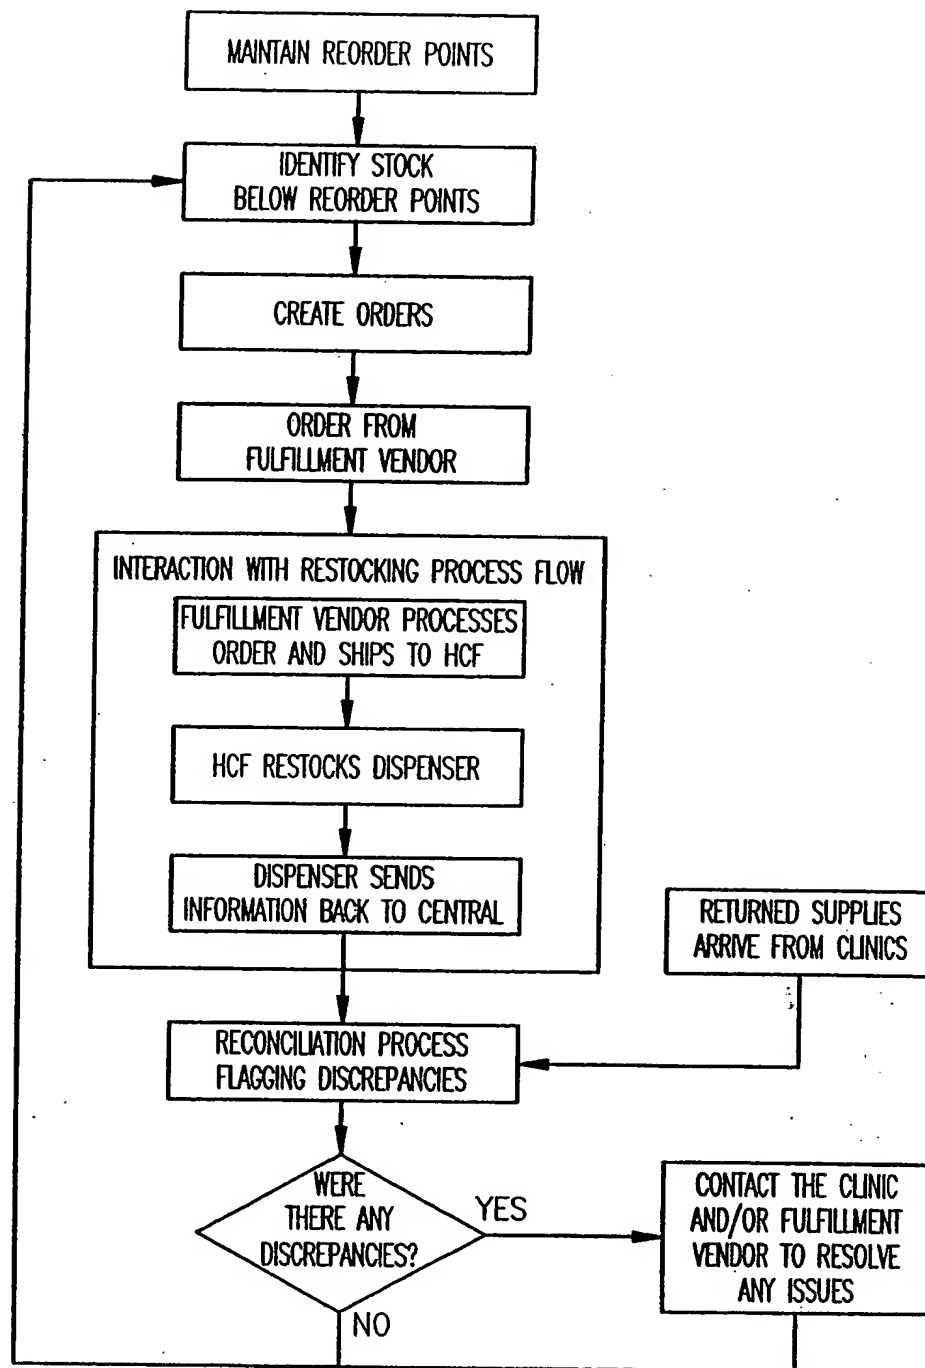 MAINTAIN REORDER POINTS
IDENTIFY STOCK
BELOW REORDER POINTS
CREATE ORDERS
ORDER FROM
FULFILLMENT VENDOR
INTERACTION WITH RESTOCKING PROCESS FLOW
FULFILLMENT VENDOR PROCESSES
ORDER AND SHIPS TO HCF
HCF RESTOCKS DISPENSER
DISPENSER SENDS
INFORMATION BACK TO CENTRAL
RETURNED SUPPLIES
ARRIVE FROM CLINICS
RECONCILIATION PROCESS
FLAGGING DISCREPANCIES
WERE
THERE ANY
DISCREPANCIES?
YES
CONTACT THE CLINIC
AND/OR FULFILLMENT
VENDOR TO RESOLVE
ANY ISSUES
NO